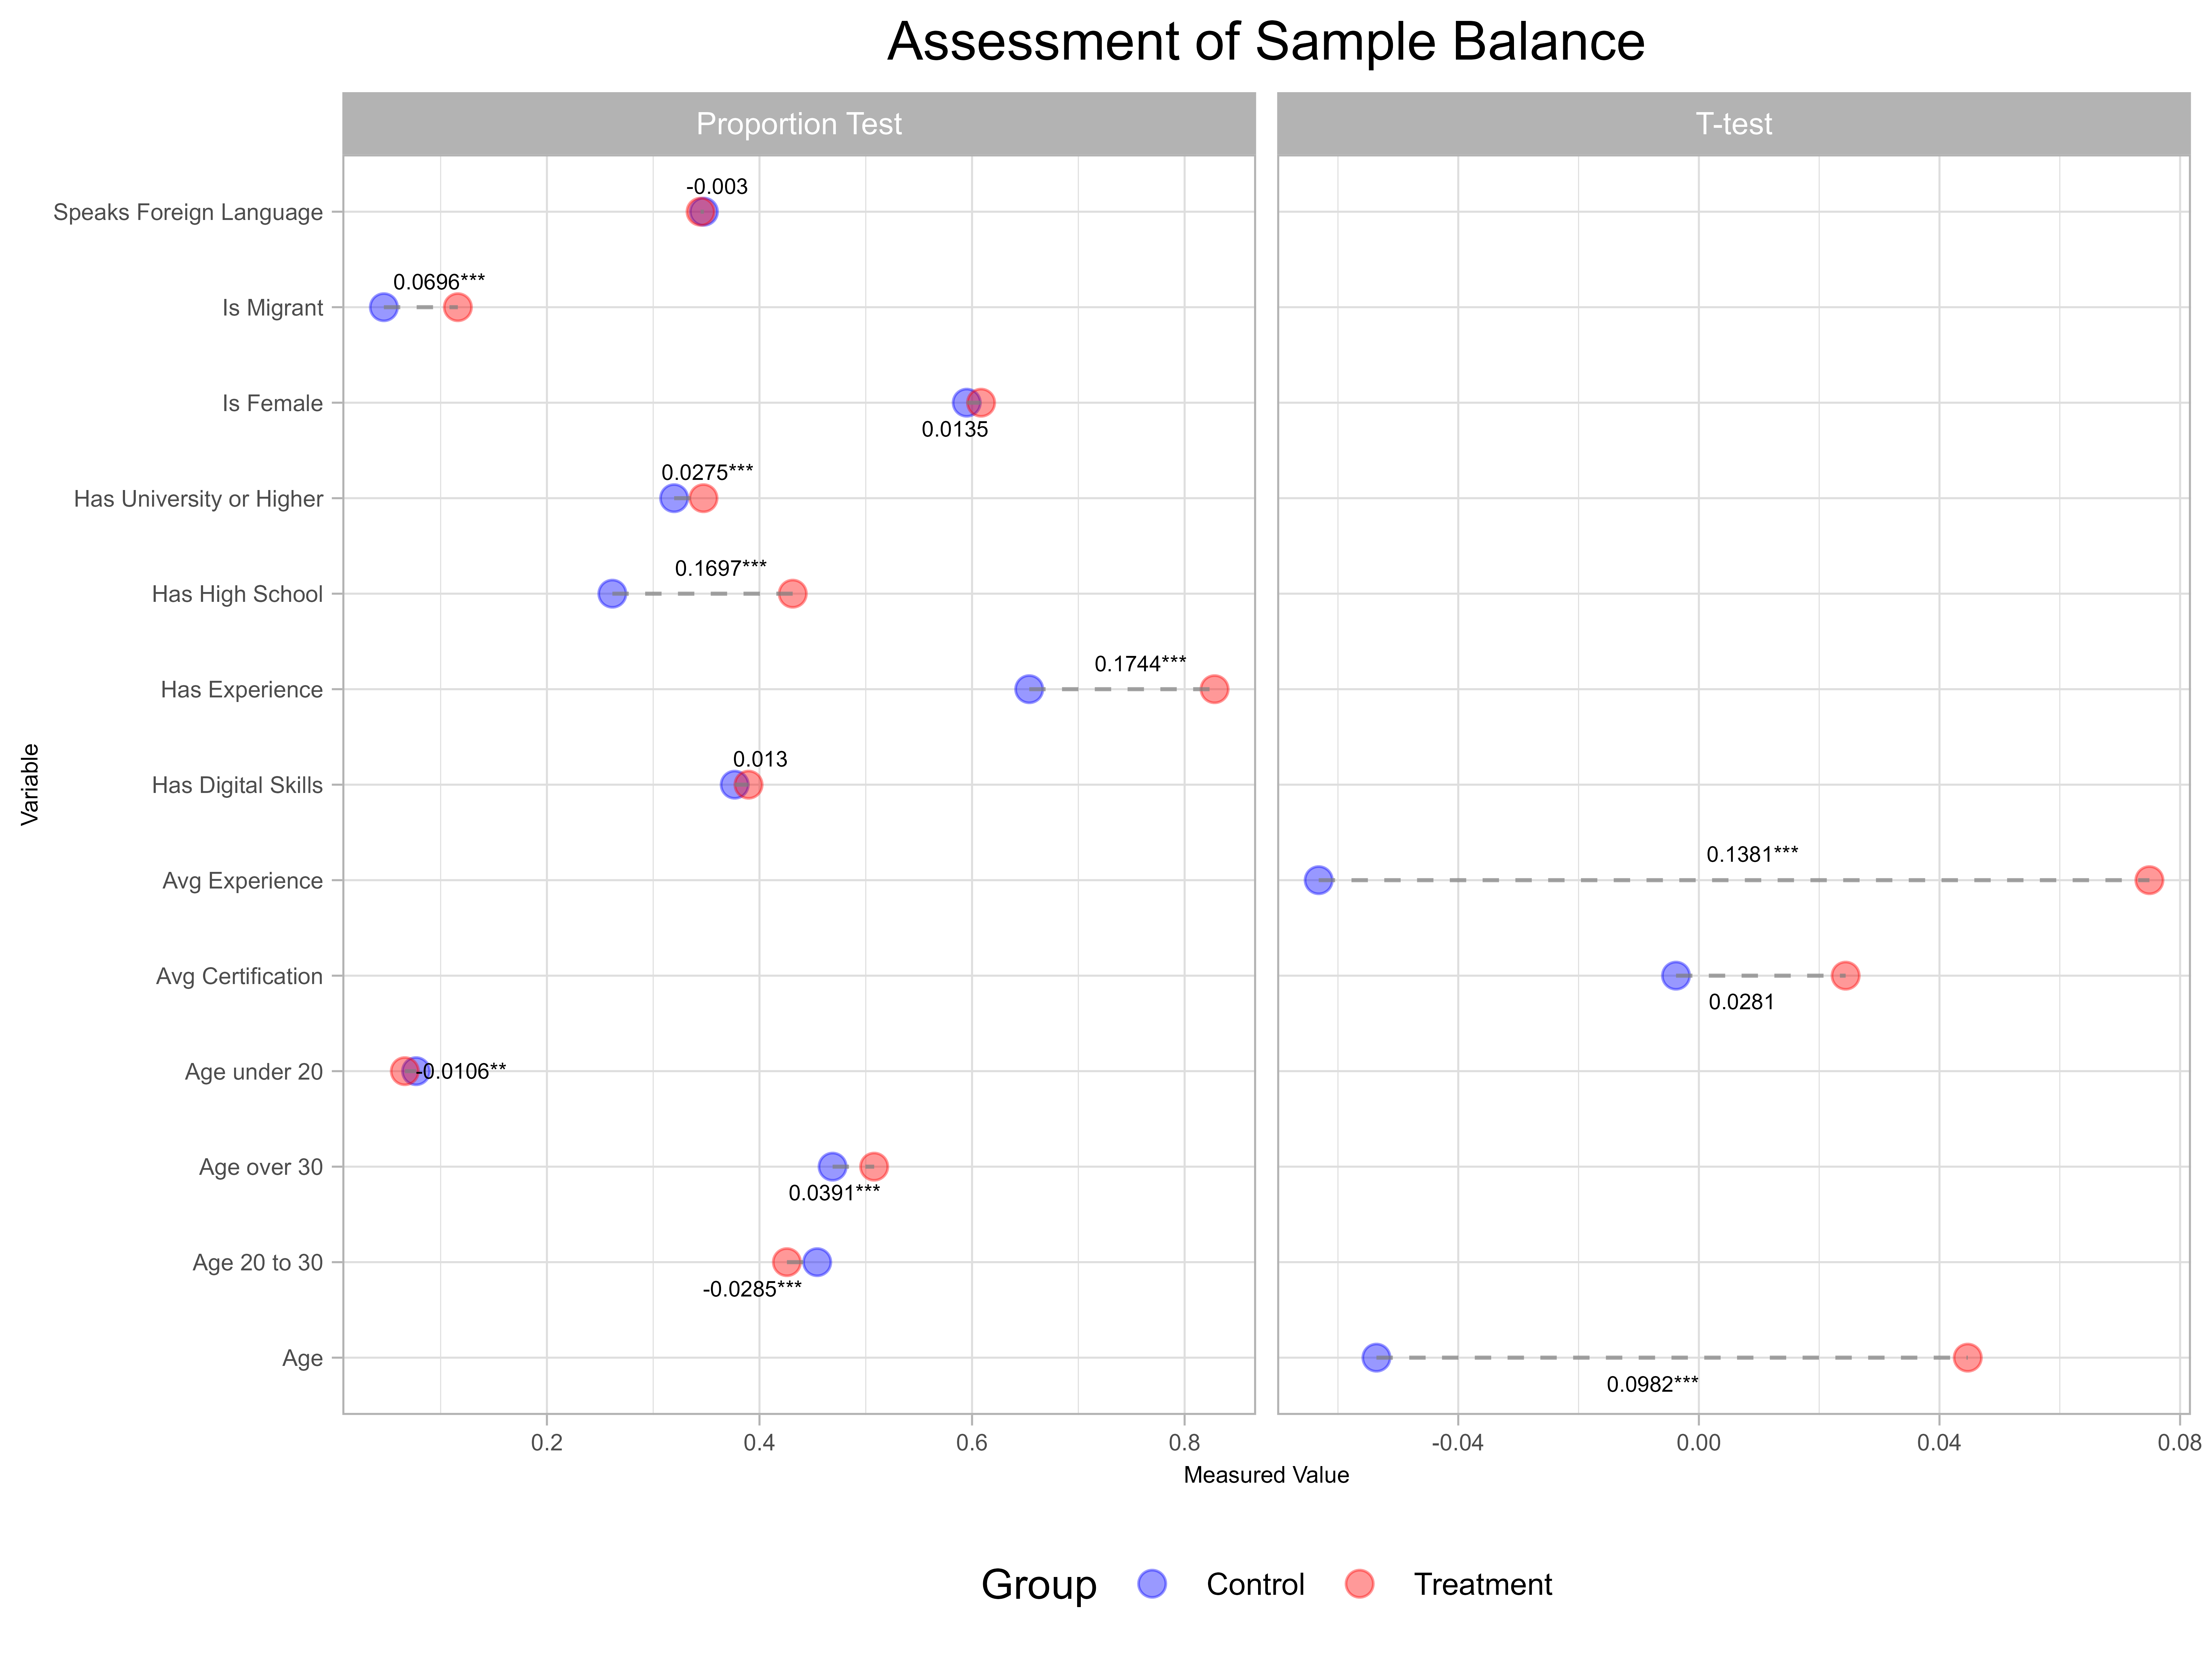 Assessment of Sample Balance
Proportion Test
T-test
Variable
Speaks Foreign Language
-0.003
Is Migrant
0.0696***
Is Female
0.0135
Has University or Higher
0.0275***
Has High School
0.1697***
Has Experience
0.1744***
Has Digital Skills
0.013
Avg Experience
0.1381***
Avg Certification
0.0281
Age under 20
-0.0106**
Age over 30
0.0391***
Age 20 to 30
-0.0285***
Age
0.0982***
0.2 0.4 0.6 0.8
-0.04 0.00 0.04 0.08
Measured Value
Group Control Treatment